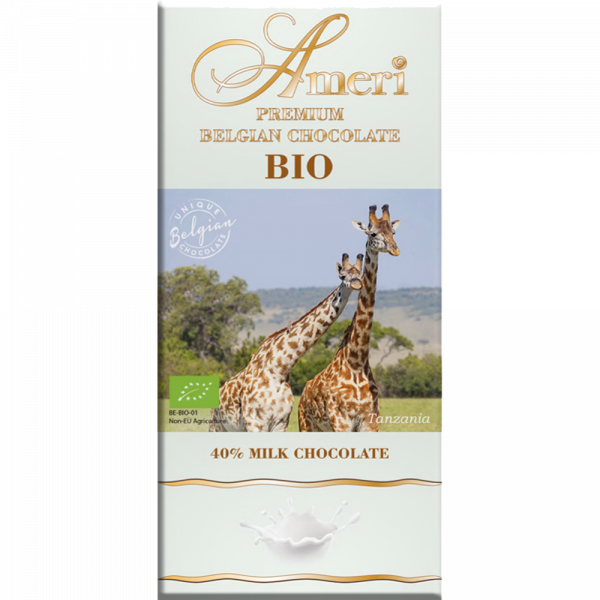 Ameri
PREMIUM
BELGIAN CHOCOLATE
BIO
UNIQUE
Belgian
CHOCOLATE
BE-BIO-01
Non-EU Agriculture
Tanzania
40% MILK CHOCOLATE